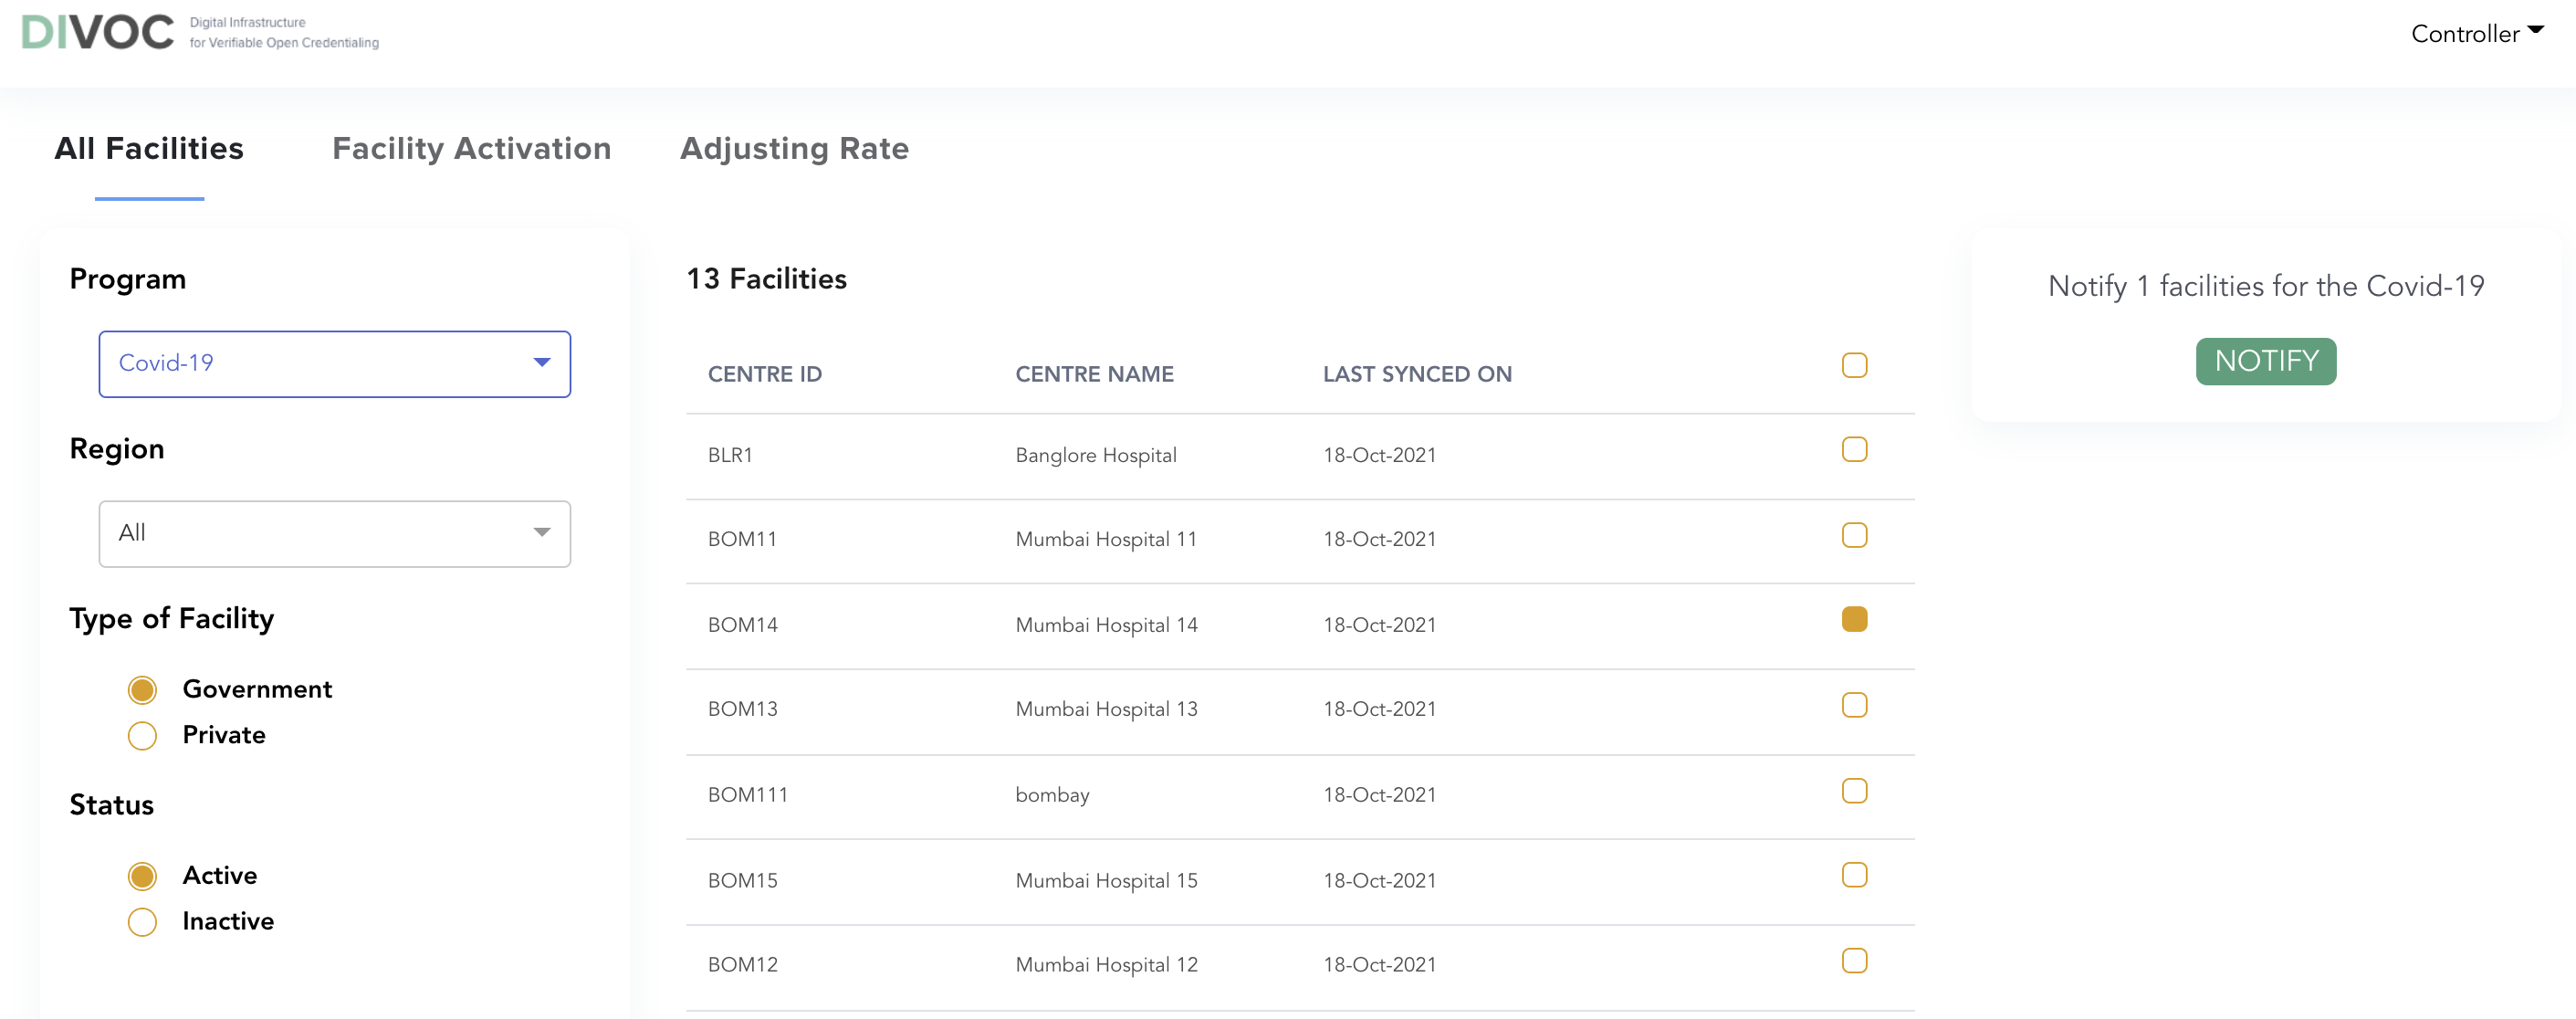 DIVOC
Digital Infrastructure
for Verifiable Open Credentialing
Controller
All Facilities
Facility Activation
Adjusting Rate
Program
Covid-19
Region
All
Type of Facility
Government
Private
Status
Active
Inactive
13 Facilities
CENTRE ID CENTRE NAME LAST SYNCED ON
BLR1 Banglore Hospital 18-Oct-2021
BOM11 Mumbai Hospital 11 18-Oct-2021
BOM14 Mumbai Hospital 14 18-Oct-2021
BOM13 Mumbai Hospital 13 18-Oct-2021
BOM111 bombay 18-Oct-2021
BOM15 Mumbai Hospital 15 18-Oct-2021
BOM12 Mumbai Hospital 12 18-Oct-2021
Notify 1 facilities for the Covid-19
NOTIFY